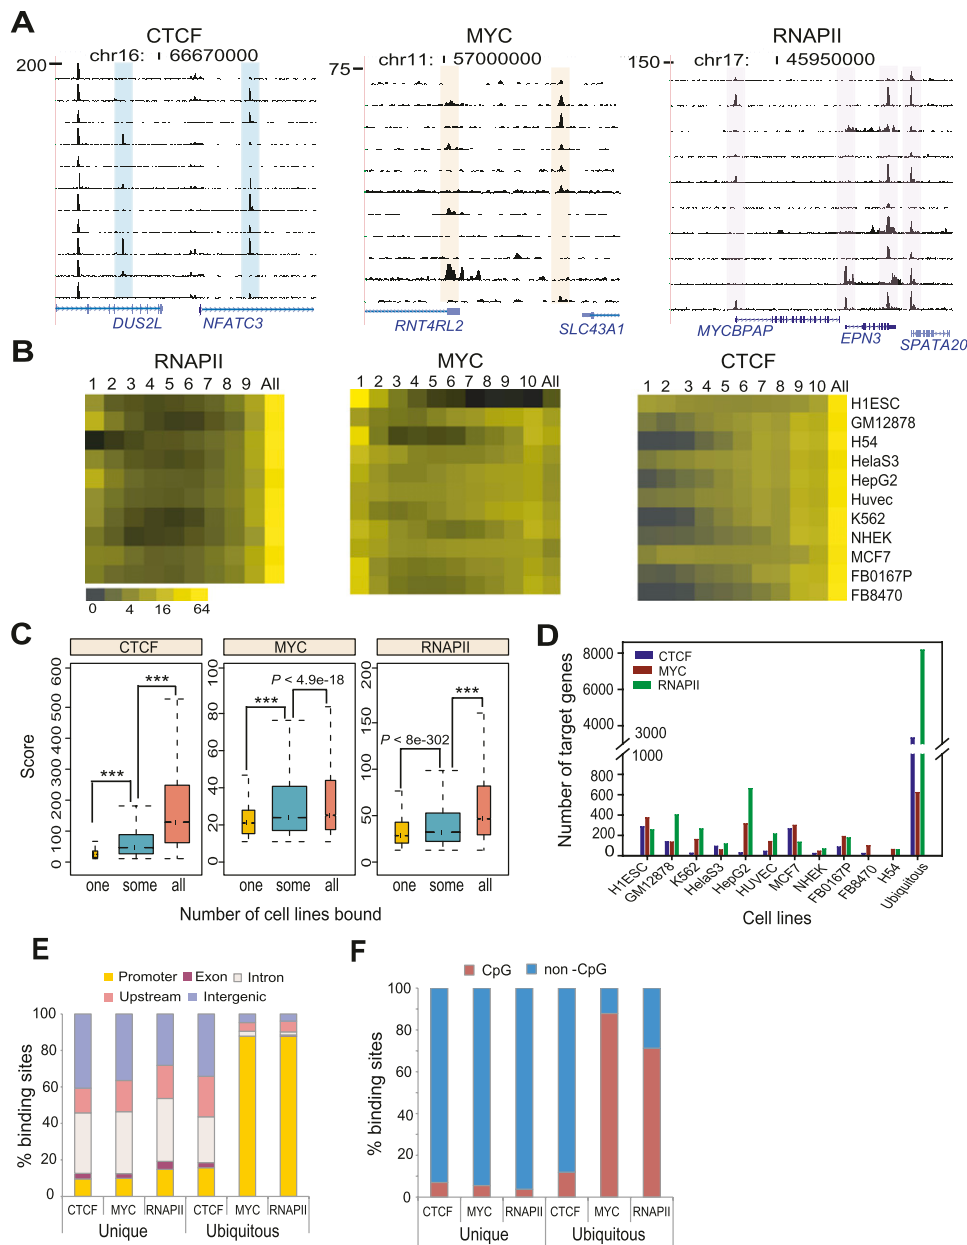 A
CTCF
MYC
RNAPII
chr16: 66670000
chr11: 57000000
chr17: 45950000
200
75
150
DUS2L
NFATC3
RNT4RL2
SLC43A1
MYCBPAP
EPN3
SPATA20
B
RNAPII
MYC
CTCF
1 2 3 4 5 6 7 8 9 All
1 2 3 4 5 6 7 8 9 10 All
1 2 3 4 5 6 7 8 9 10 All
H1ESC
GM12878
H54
HelaS3
HepG2
Huvec
K562
NHEK
MCF7
FB0167P
FB8470
0 4 16 64
C
CTCF
MYC
RNAPII
Score
600
500
400
300
200
100
0
***
***
one some all
100
80
60
40
20
0
P < 4.9e-18
***
one some all
200
150
100
50
0
***
P < 8e-302
one some all
Number of cell lines bound
D
CTCF
MYC
RNAPII
Number of target genes
8000
6000
4000
3000
1000
800
600
400
200
0
H1ESC
GM12878
K562
HelaS3
HepG2
HUVEC
MCF7
NHEK
FB0167P
FB8470
H54
Ubiquitous
Cell lines
E
Promoter Exon Intron
Upstream Intergenic
% binding sites
100
80
60
40
20
0
CTCF MYC RNAPII CTCF MYC RNAPII
Unique Ubiquitous
F
CpG non -CpG
% binding sites
100
80
60
40
20
0
CTCF MYC RNAPII CTCF MYC RNAPII
Unique Ubiquitous